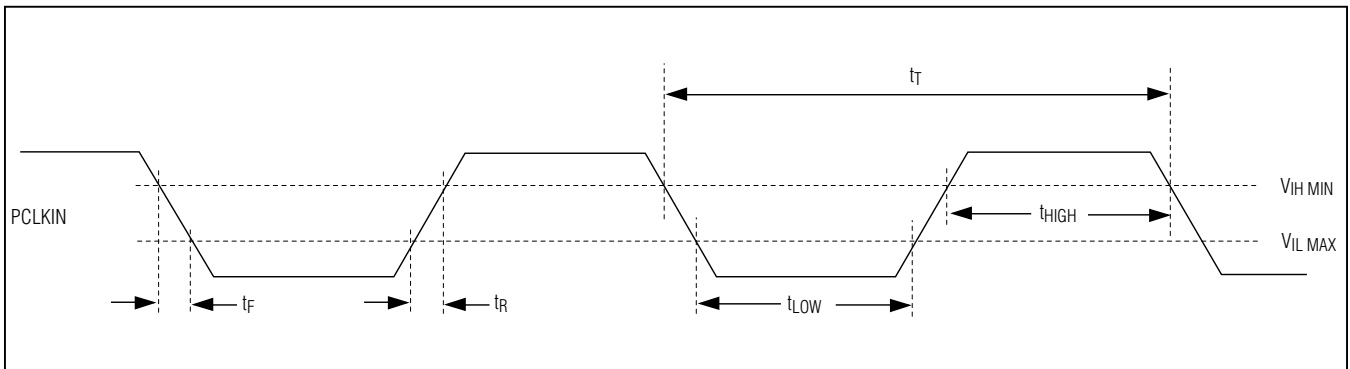 tT
VIH MIN
PCLKIN
tHIGH
VIL MAX
tF
tR
tLOW